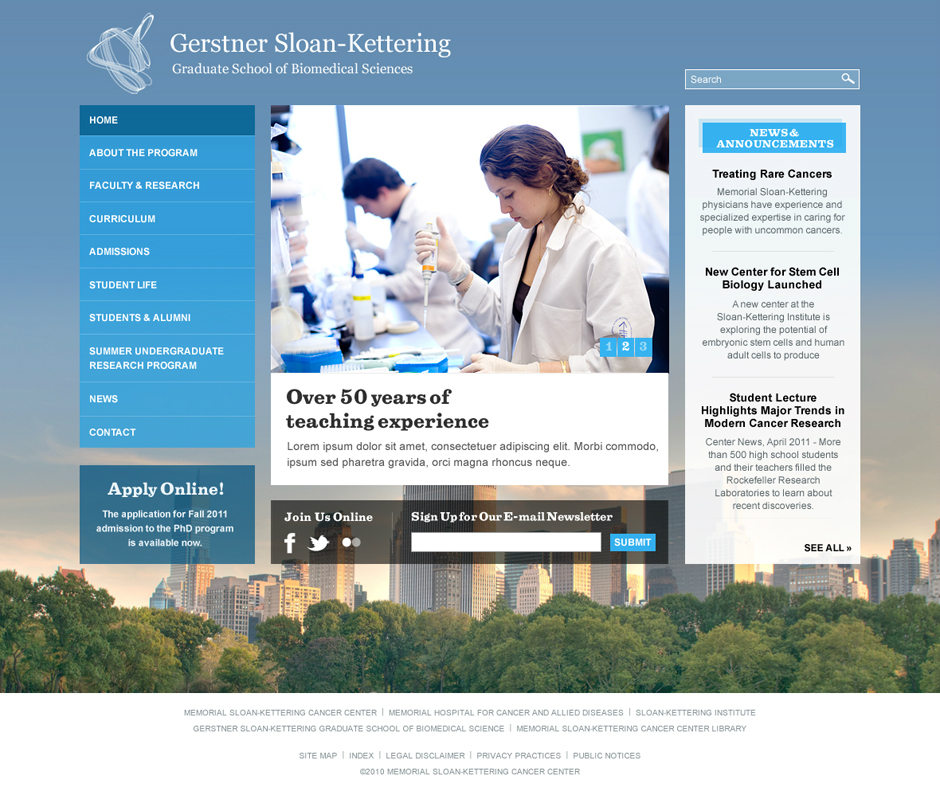 Gerstner Sloan-Kettering
Graduate School of Biomedical Sciences
Search
HOME
ABOUT THE PROGRAM
FACULTY & RESEARCH
CURRICULUM
ADMISSIONS
STUDENT LIFE
STUDENTS & ALUMNI
SUMMER UNDERGRADUATE
RESEARCH PROGRAM
NEWS
CONTACT
Apply Online!
The application for Fall 2011
admission to the PhD program
is available now.
1 2 3
Over 50 years of
teaching experience
Lorem ipsum dolor sit amet, consectetuer adipiscing elit. Morbi commodo,
ipsum sed pharetra gravida, orci magna rhoncus neque.
Join Us Online
Sign Up for Our E-mail Newsletter
SUBMIT
NEWS &
ANNOUNCEMENTS
Treating Rare Cancers
Memorial Sloan-Kettering
physicians have experience and
specialized expertise in caring for
people with uncommon cancers.
New Center for Stem Cell
Biology Launched
A new center at the
Sloan-Kettering Institute is
exploring the potential of
embryonic stem cells and human
adult cells to produce
Student Lecture
Highlights Major Trends in
Modern Cancer Research
Center News, April 2011 - More
than 500 high school students
and their teachers filled the
Rockefeller Research
Laboratories to learn about
recent discoveries.
SEE ALL »
MEMORIAL SLOAN-KETTERING CANCER CENTER | MEMORIAL HOSPITAL FOR CANCER AND ALLIED DISEASES | SLOAN-KETTERING INSTITUTE
GERSTNER SLOAN-KETTERING GRADUATE SCHOOL OF BIOMEDICAL SCIENCE | MEMORIAL SLOAN-KETTERING CANCER CENTER LIBRARY
SITE MAP | INDEX | LEGAL DISCLAIMER | PRIVACY PRACTICES | PUBLIC NOTICES
©2010 MEMORIAL SLOAN-KETTERING CANCER CENTER